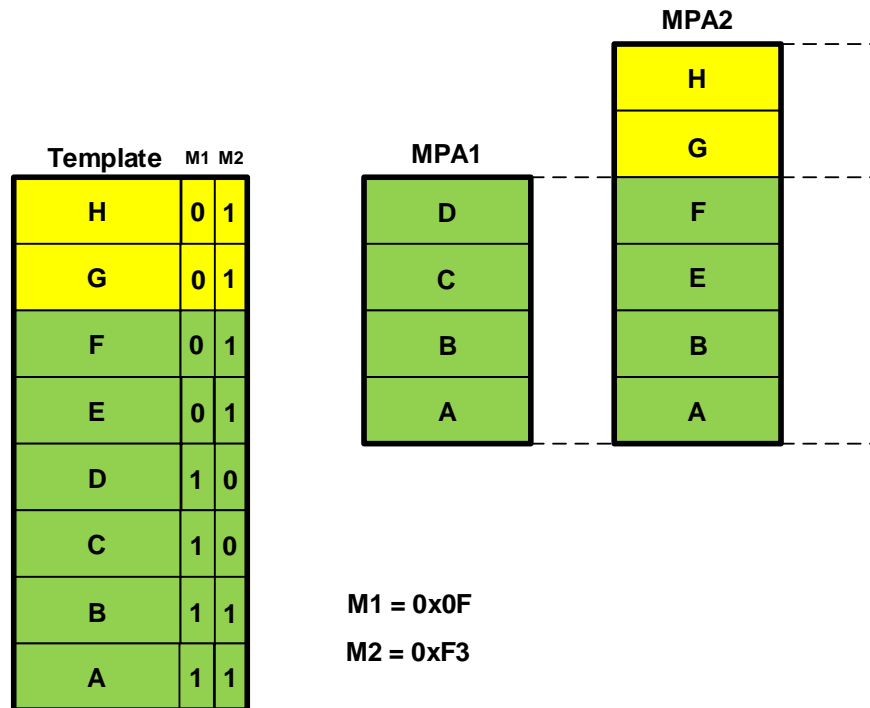 MPA2
H
G
F
E
B
A
MPA1
D
C
B
A
Template M1 M2
H 0 1
G 0 1
F 0 1
E 0 1
D 1 0
C 1 0
B 1 1
A 1 1
M1 = 0x0F
M2 = 0xF3